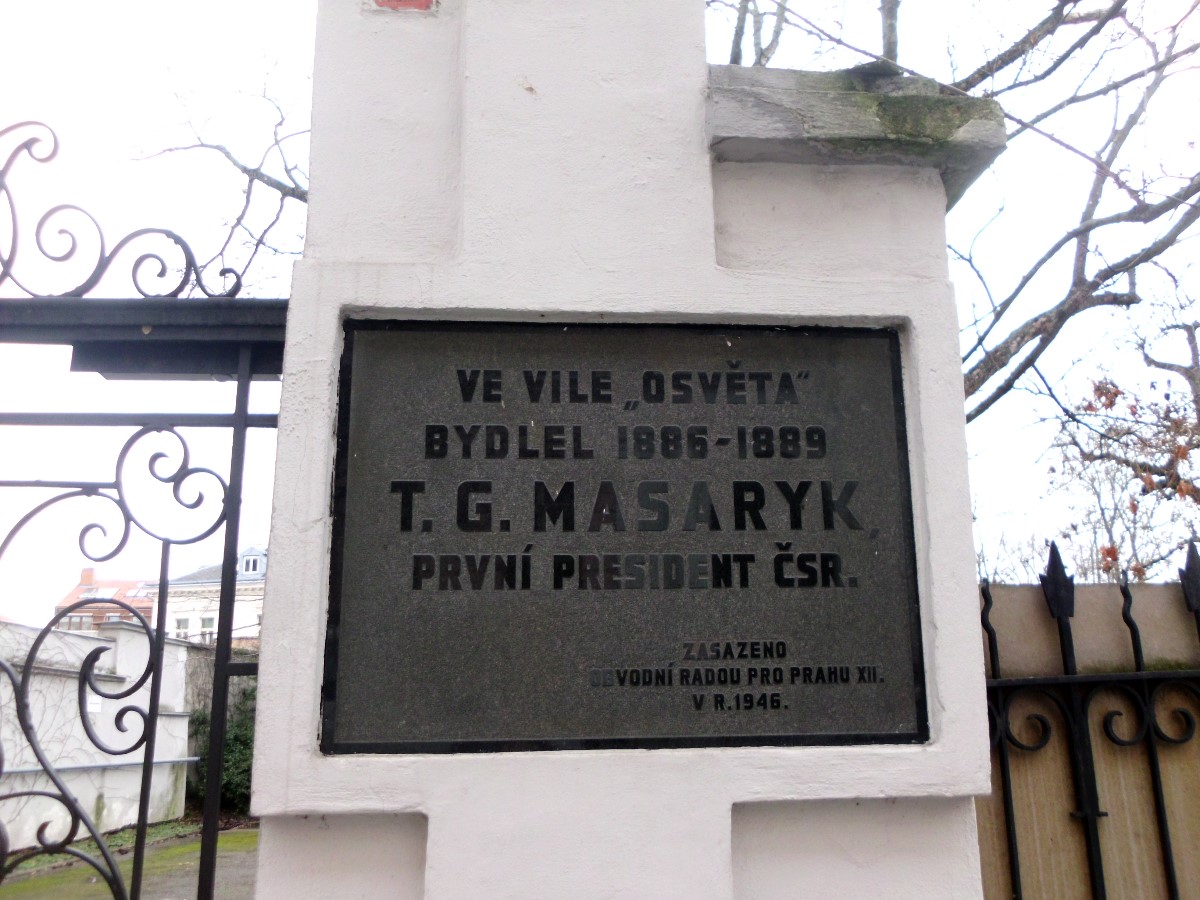 VE VILE „OSVĚTA“
BYDLEL 1886-1889
T. G. MASARYK,
PRVNÍ PRESIDENT ČSR.
ZASAZENO
OBVODNÍ RADOU PRO PRAHU XII.
V R. 1946.